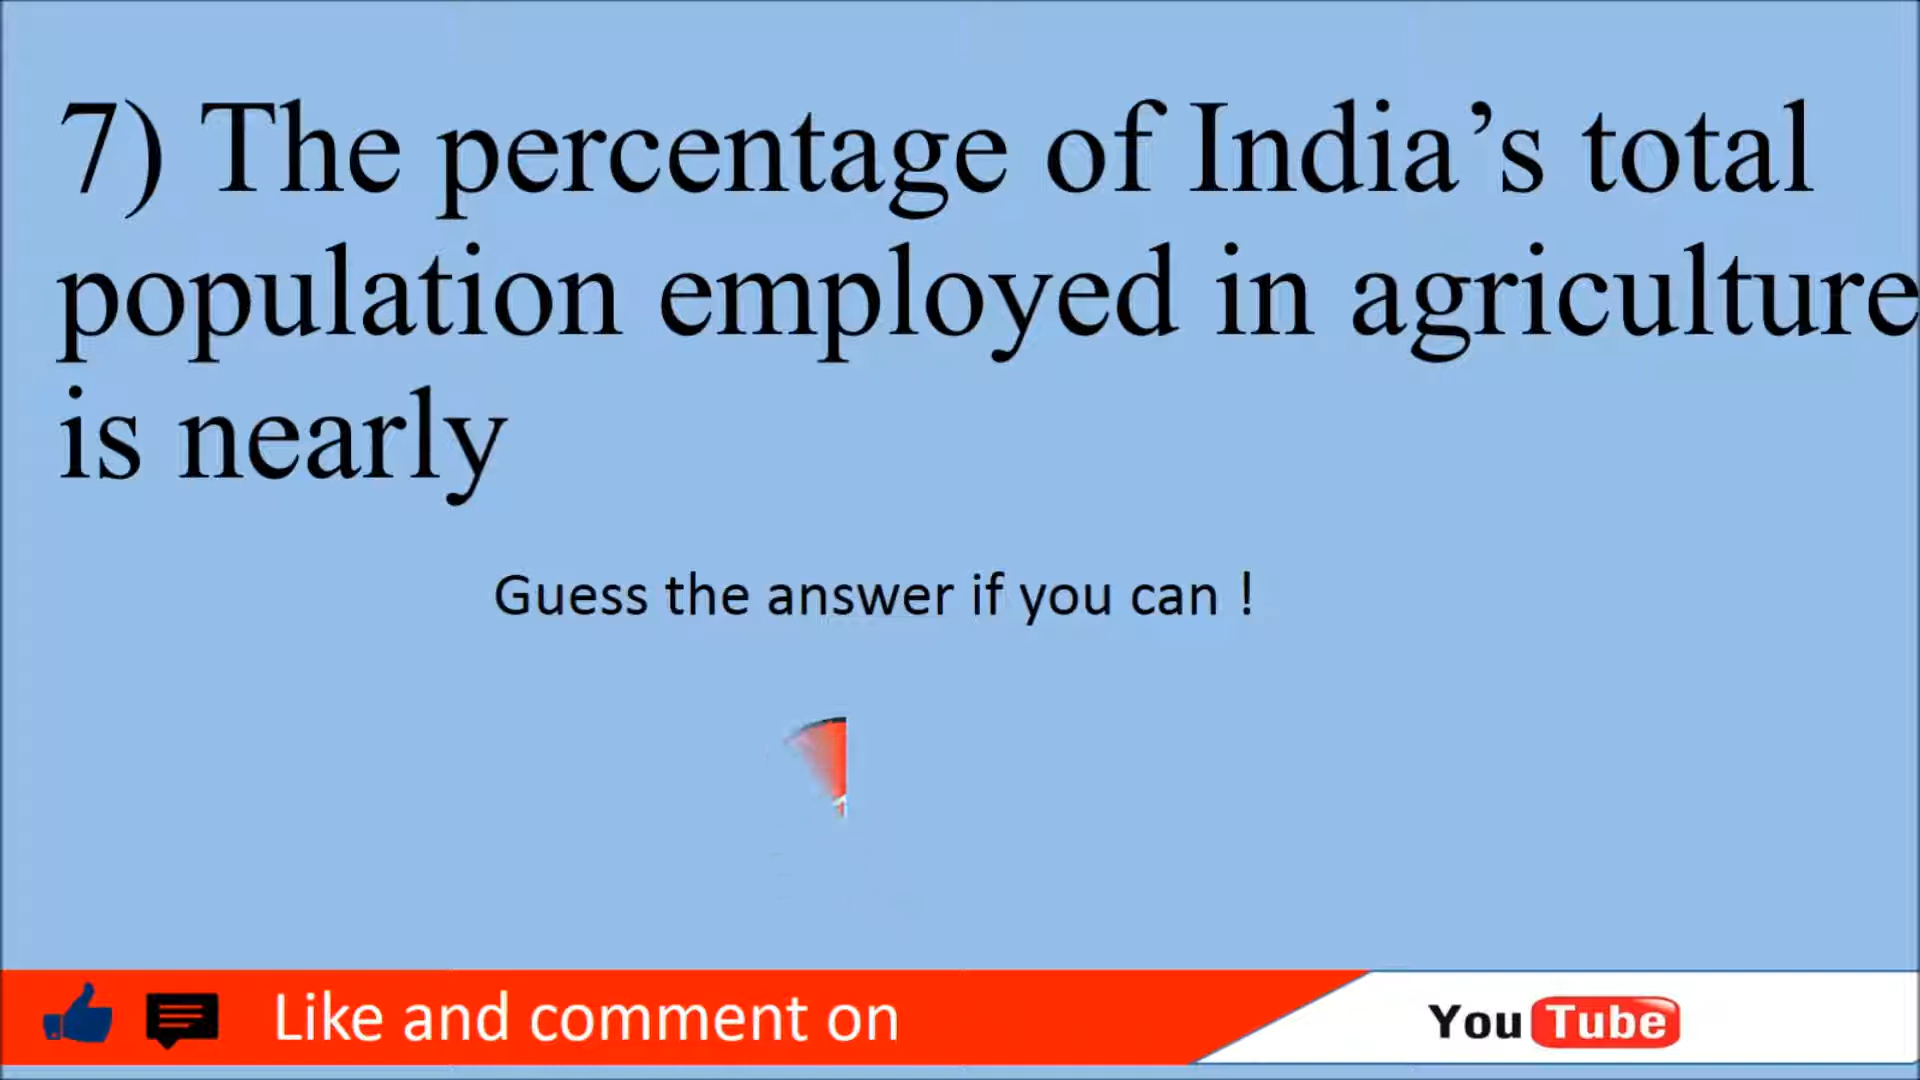 7) The percentage of India’s total
population employed in agriculture
is nearly
Guess the answer if you can !
Like and comment on
YouTube